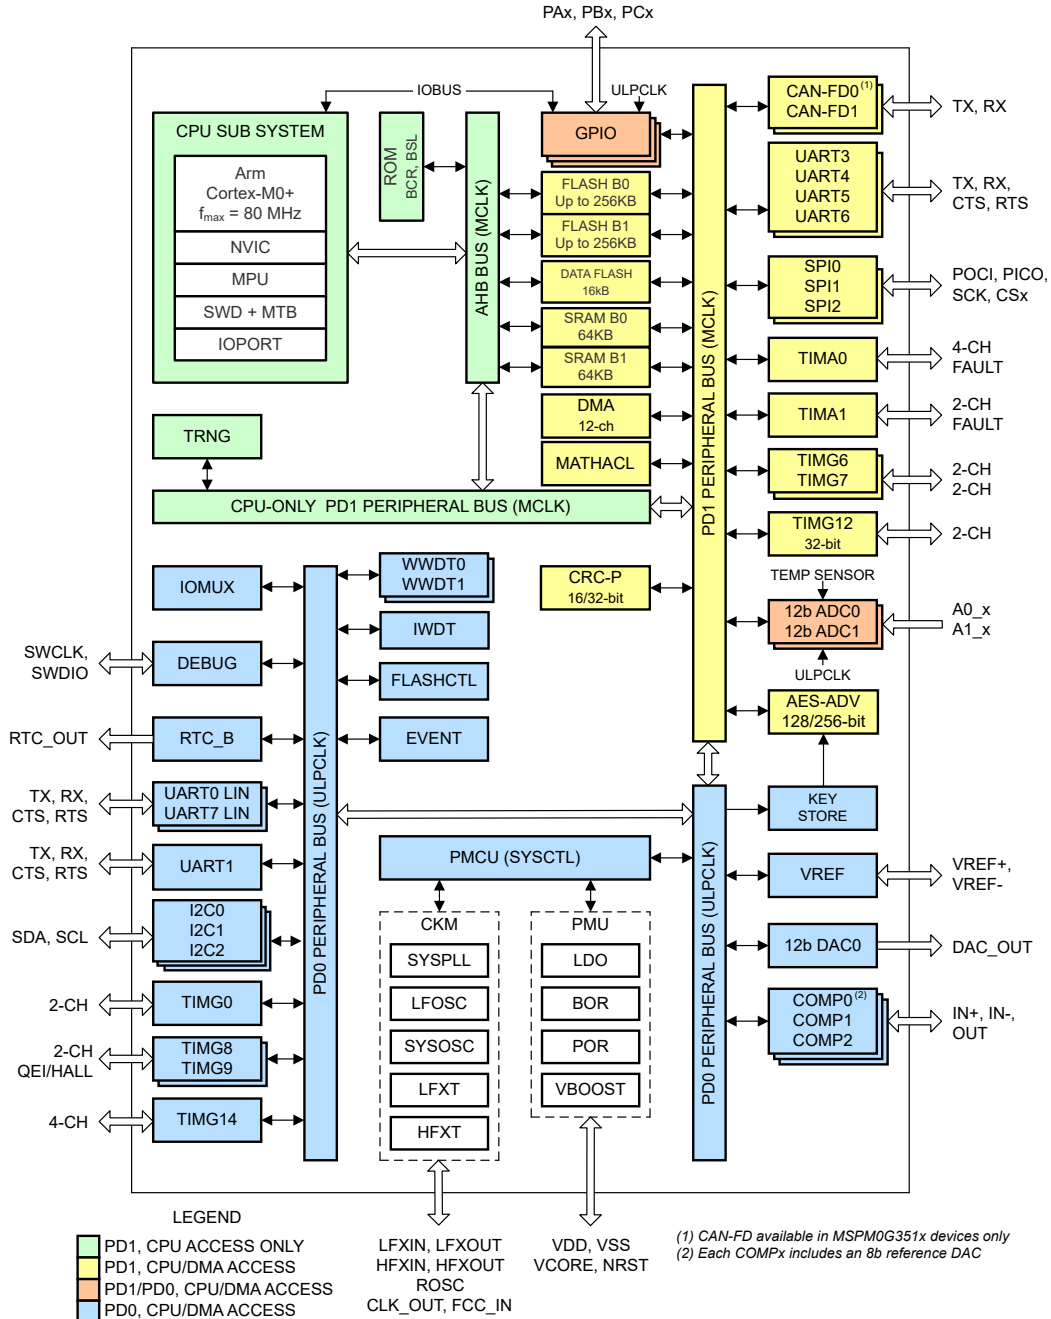 PAx, PBx, PCx
IOBUS
ULPCLK
CPU SUB SYSTEM
Arm
Cortex-M0+
fmax = 80 MHz
NVIC
MPU
SWD + MTB
IOPORT
ROM
BCR, BSL
AHB BUS (MCLK)
GPIO
FLASH B0
Up to 256KB
FLASH B1
Up to 256KB
DATA FLASH
16kB
SRAM B0
64KB
SRAM B1
64KB
DMA
12-ch
MATHACL
TRNG
CPU-ONLY PD1 PERIPHERAL BUS (MCLK)
CRC-P
16/32-bit
PD1 PERIPHERAL BUS (MCLK)
CAN-FD0 (1)
CAN-FD1
TX, RX
UART3
UART4
UART5
UART6
TX, RX,
CTS, RTS
SPI0
SPI1
SPI2
POCI, PICO,
SCK, CSx
TIMA0
4-CH
FAULT
TIMA1
2-CH
FAULT
TIMG6
TIMG7
2-CH
2-CH
TIMG12
32-bit
2-CH
TEMP SENSOR
12b ADC0
12b ADC1
A0_x
A1_x
ULPCLK
AES-ADV
128/256-bit
KEY
STORE
VREF
VREF+,
VREF-
12b DAC0
DAC_OUT
COMP0 (2)
COMP1
COMP2
IN+, IN-,
OUT
PD0 PERIPHERAL BUS (ULPCLK)
IOMUX
SWCLK,
SWDIO
DEBUG
RTC_OUT
RTC_B
TX, RX,
CTS, RTS
UART0 LIN
UART7 LIN
TX, RX,
CTS, RTS
UART1
SDA, SCL
I2C0
I2C1
I2C2
2-CH
TIMG0
2-CH
QEI/HALL
TIMG8
TIMG9
4-CH
TIMG14
PD0 PERIPHERAL BUS (ULPCLK)
WWDT0
WWDT1
IWDT
FLASHCTL
EVENT
PMCU (SYSCTL)
CKM
SYSPLL
LFOSC
SYSOSC
LFXT
HFXT
PMU
LDO
BOR
POR
VBOOST
LFXIN, LFXOUT
HFXIN, HFXOUT
ROSC
CLK_OUT, FCC_IN
VDD, VSS
VCORE, NRST
LEGEND
PD1, CPU ACCESS ONLY
PD1, CPU/DMA ACCESS
PD1/PD0, CPU/DMA ACCESS
PD0, CPU/DMA ACCESS
(1) CAN-FD available in MSPM0G351x devices only
(2) Each COMPx includes an 8b reference DAC